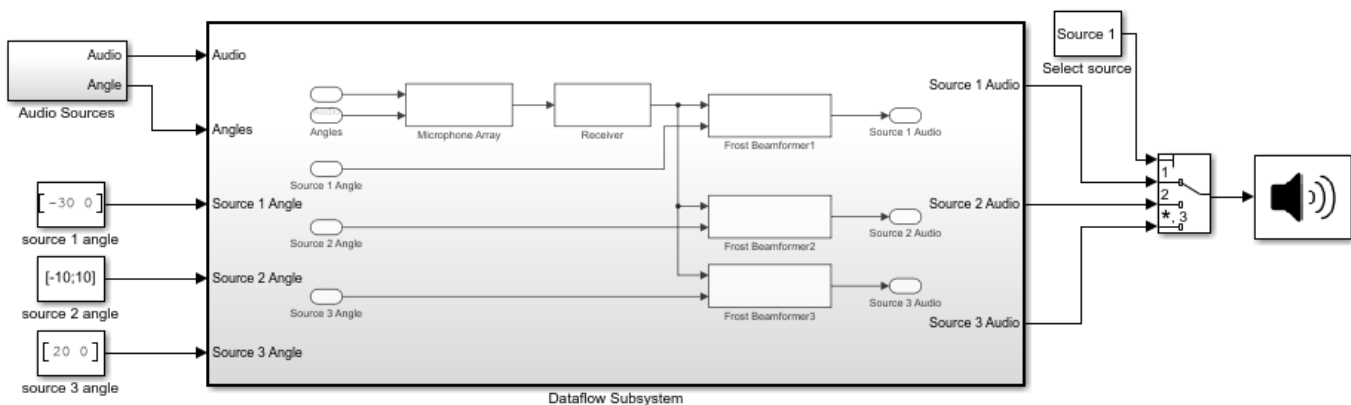 Audio
Angle
Audio Sources
[ -30 0 ]
source 1 angle
[-10;10]
source 2 angle
[ 20 0 ]
source 3 angle
Audio
Angles
Source 1 Angle
Source 2 Angle
Source 3 Angle
Audio
Angles
Microphone Array
Receiver
Source 1 Angle
Source 2 Angle
Source 3 Angle
Frost Beamformer1
Frost Beamformer2
Frost Beamformer3
Source 1 Audio
Source 2 Audio
Source 3 Audio
Source 1 Audio
Source 2 Audio
Source 3 Audio
Dataflow Subsystem
Source 1
Select source
1
2
*, 3